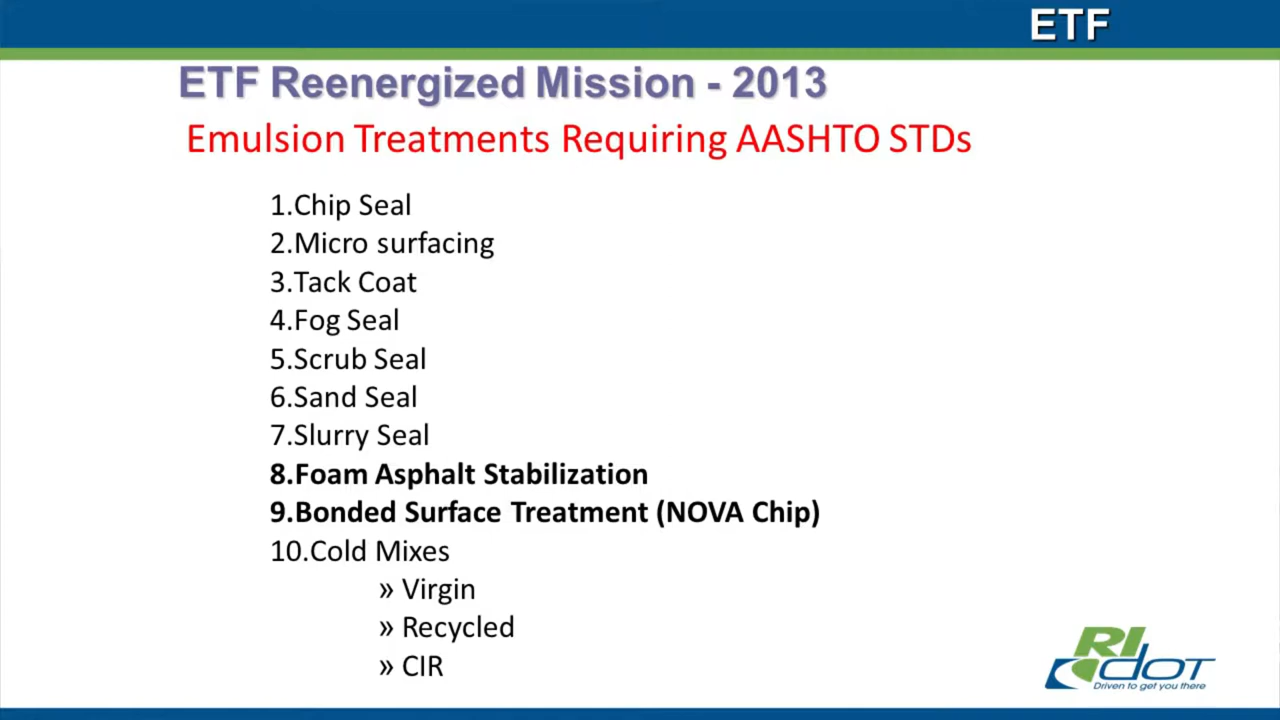 ETF
ETF Reenergized Mission - 2013
Emulsion Treatments Requiring AASHTO STDs
1.Chip Seal
2.Micro surfacing
3.Tack Coat
4.Fog Seal
5.Scrub Seal
6.Sand Seal
7.Slurry Seal
8.Foam Asphalt Stabilization
9.Bonded Surface Treatment (NOVA Chip)
10.Cold Mixes
» Virgin
» Recycled
» CIR
RI
DOT
Driven to get you there